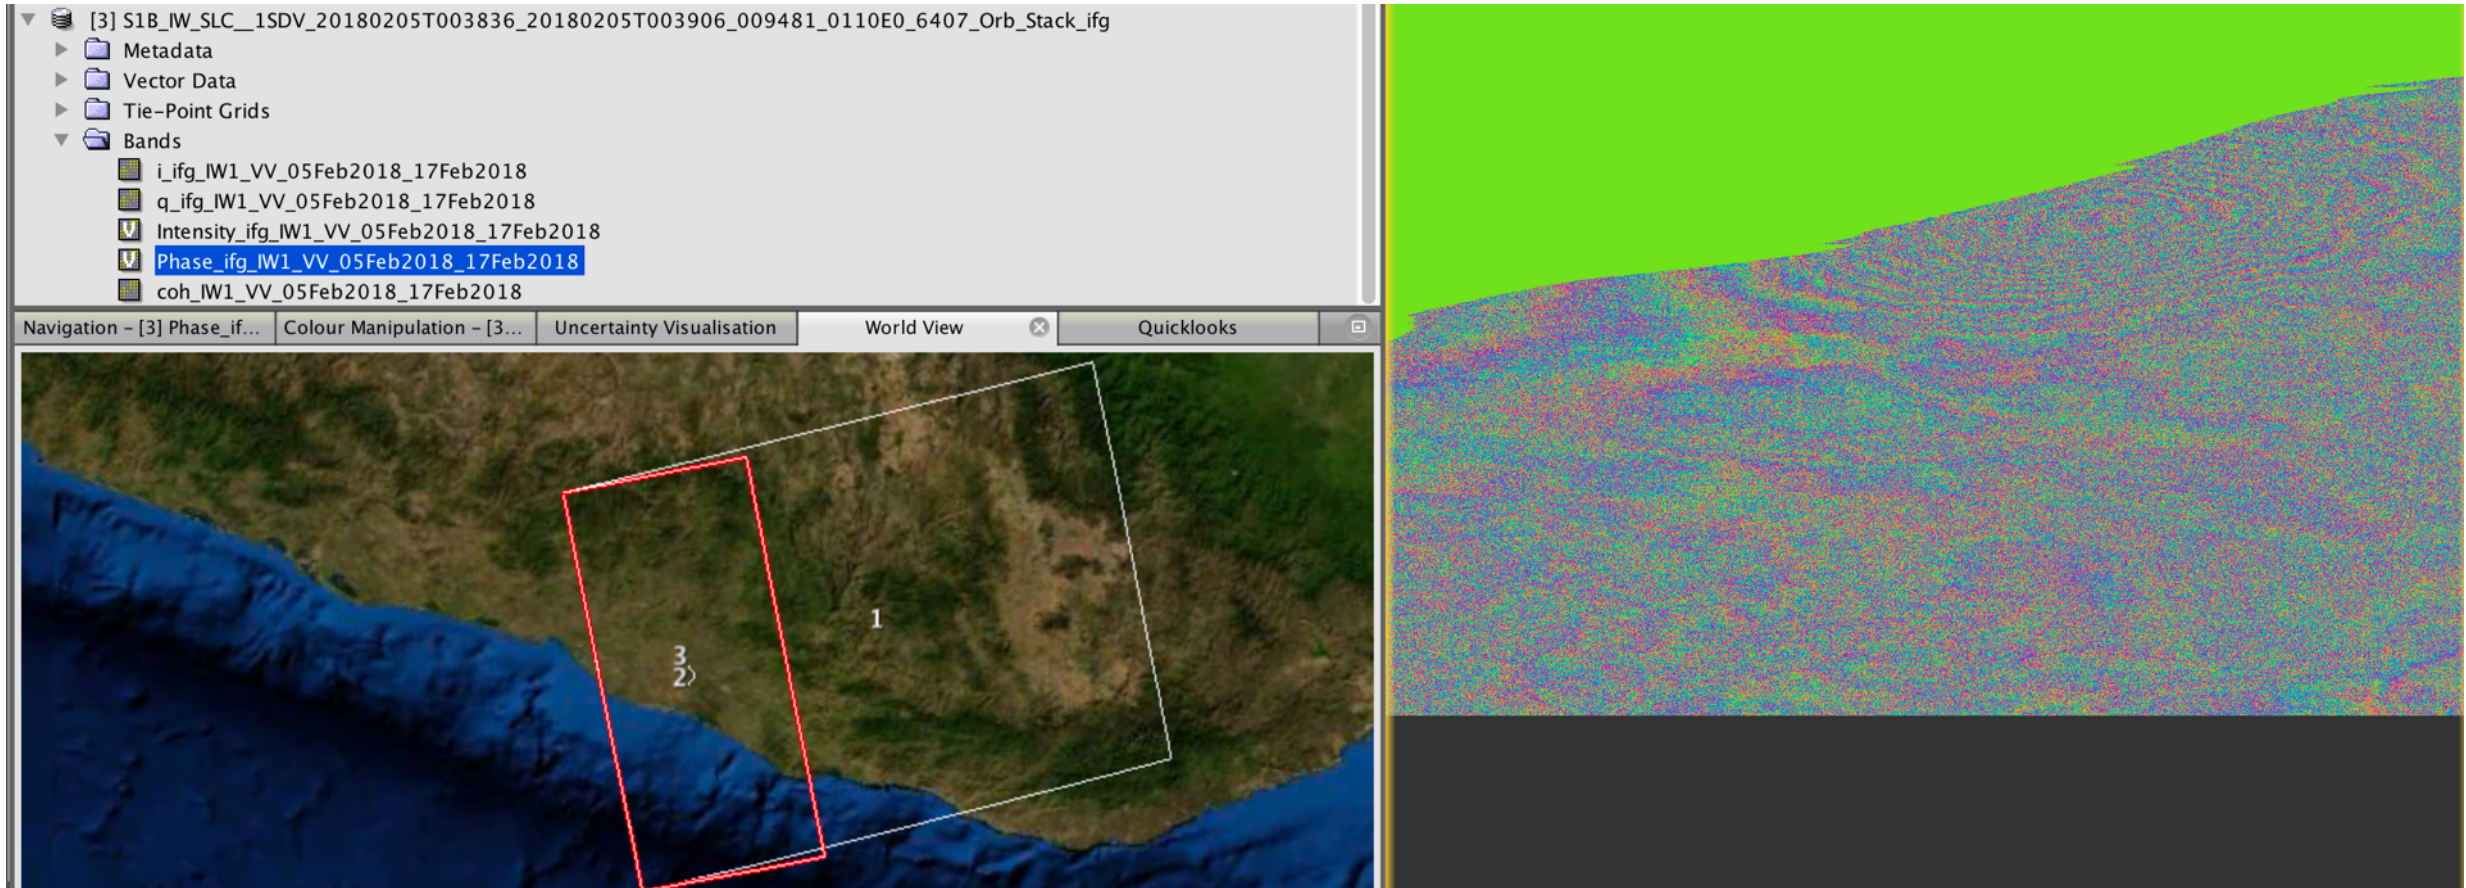 [3] S1B_IW_SLC__1SDV_20180205T003836_20180205T003906_009481_0110E0_6407_Orb_Stack_ifg
Metadata
Vector Data
Tie-Point Grids
Bands
i_ifg_IW1_VV_05Feb2018_17Feb2018
q_ifg_IW1_VV_05Feb2018_17Feb2018
Intensity_ifg_IW1_VV_05Feb2018_17Feb2018
Phase_ifg_IW1_VV_05Feb2018_17Feb2018
coh_IW1_VV_05Feb2018_17Feb2018
Navigation - [3] Phase_if... Colour Manipulation - [3... Uncertainty Visualisation World View Quicklooks
1
3
2